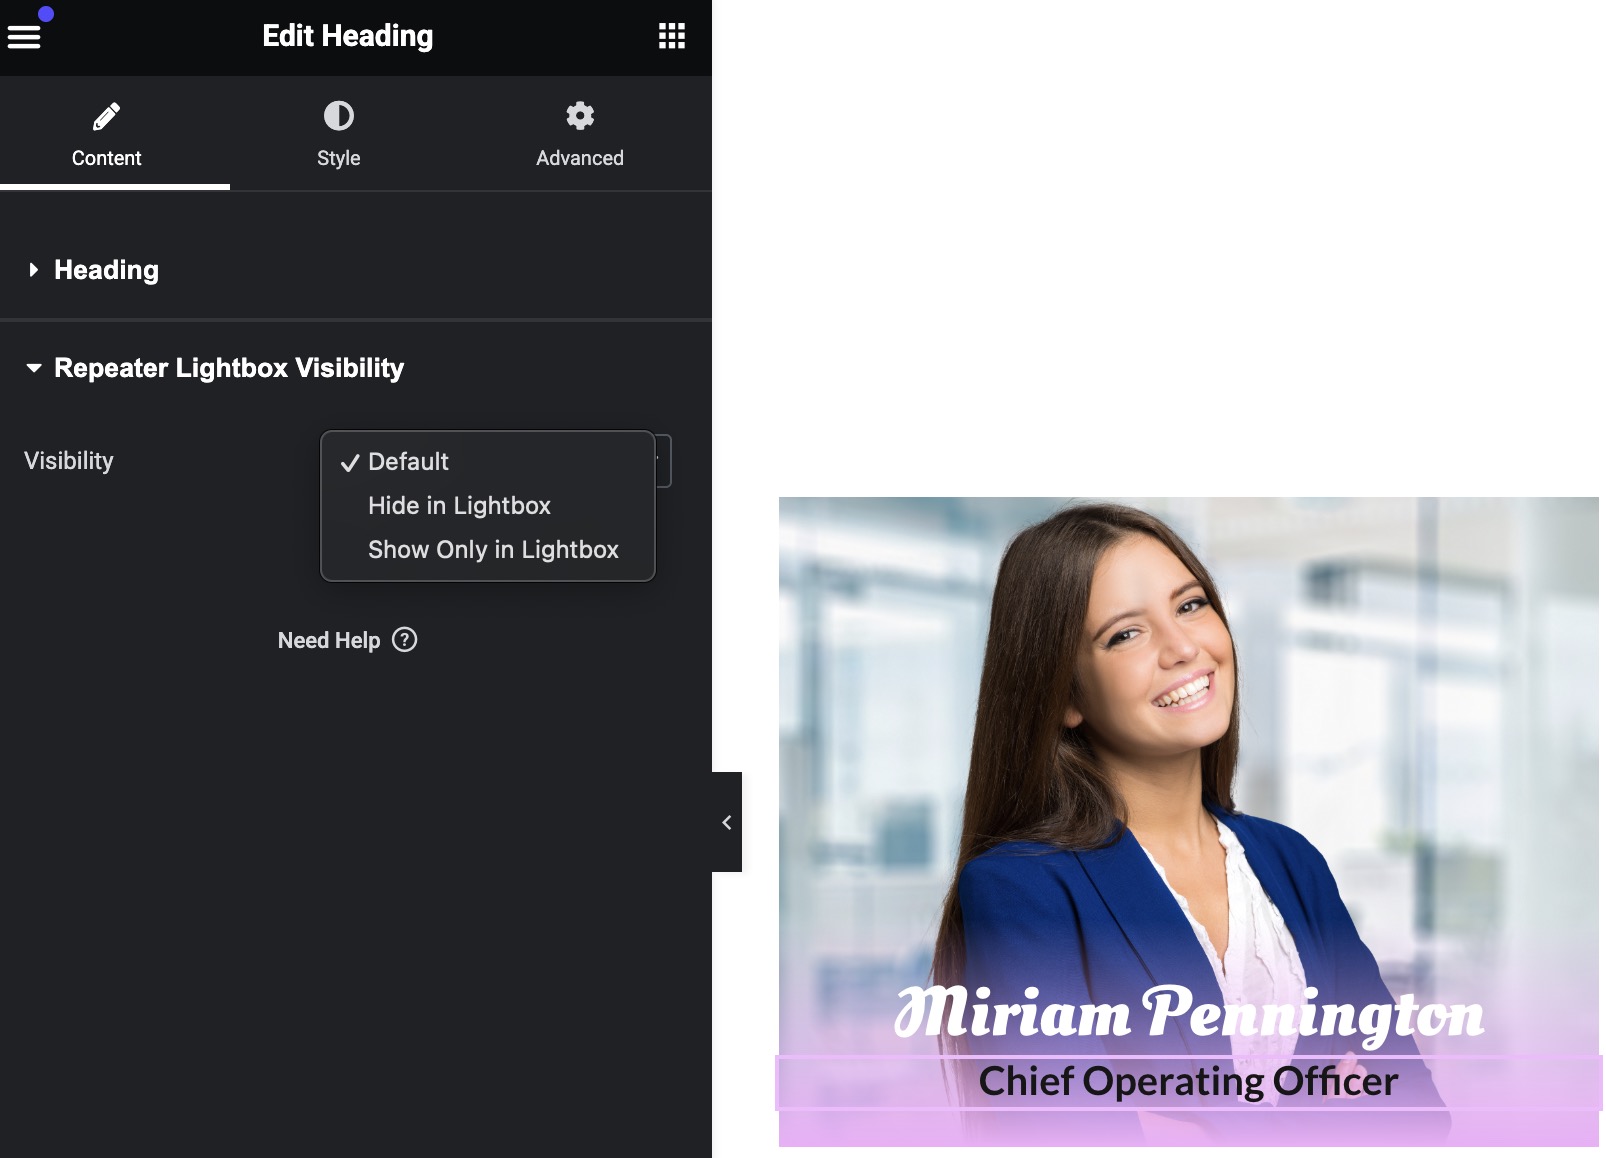 Edit Heading
Content
Style
Advanced
Heading
Repeater Lightbox Visibility
Visibility
Default
Hide in Lightbox
Show Only in Lightbox
Need Help
Miriam Pennington
Chief Operating Officer